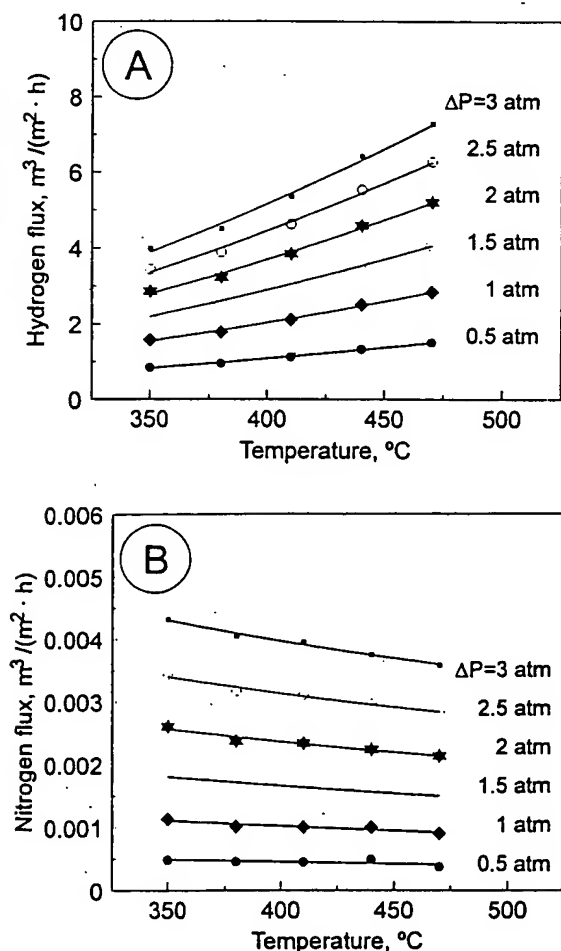 A
Hydrogen flux, m³/(m²·h)
10
8
6
4
2
0
ΔP=3 atm
2.5 atm
2 atm
1.5 atm
1 atm
0.5 atm
350
400
450
500
Temperature, ºC
B
Nitrogen flux, m³/(m²·h)
0.006
0.005
0.004
0.003
0.002
0.001
0
ΔP=3 atm
2.5 atm
2 atm
1.5 atm
1 atm
0.5 atm
350
400
450
500
Temperature, ºC